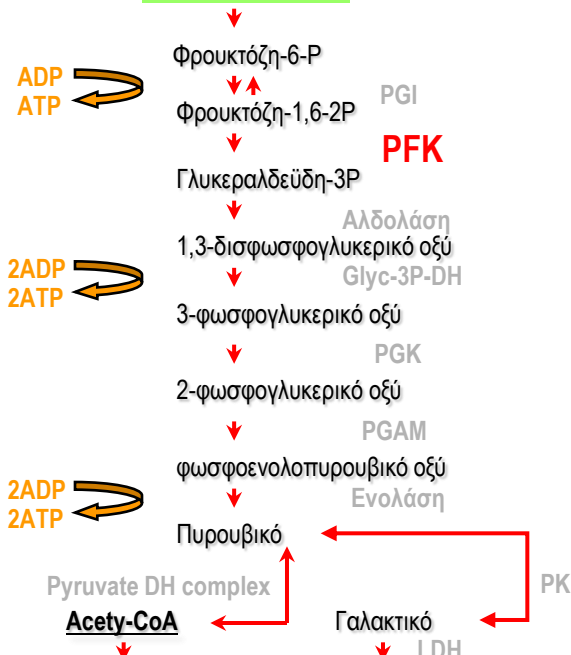 Φρουκτόζη-6-P
ADP
ATP
PGI
Φρουκτόζη-1,6-2P
PFK
Γλυκεραλδεϋδη-3P
Αλδολάση
1,3-δισφωσφογλυκερικό οξύ
2ADP
2ATP
Glyc-3P-DH
3-φωσφογλυκερικό οξύ
PGK
2-φωσφογλυκερικό οξύ
PGAM
φωσφοενολοπυρουβικό οξύ
2ADP
2ATP
Ενολάση
Πυρουβικό
Pyruvate DH complex
PK
Acety-CoA
Γαλακτικό
LDH